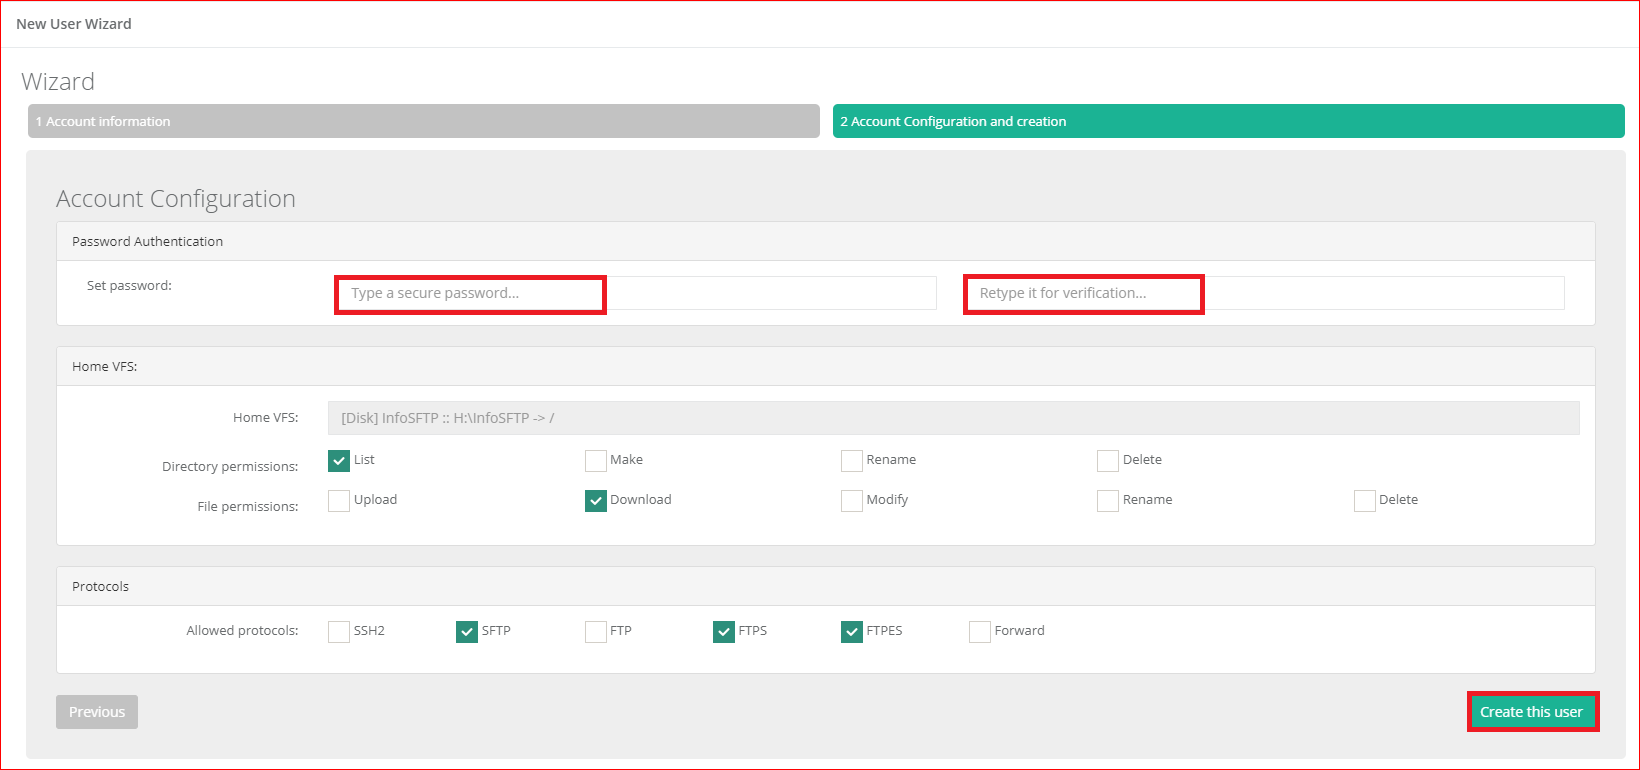 New User Wizard
Wizard
1 Account information
2 Account Configuration and creation
Account Configuration
Password Authentication
Set password:
Type a secure password...
Retype it for verification...
Home VFS:
Home VFS:
[Disk] InfoSFTP :: H:\InfoSFTP -> /
Directory permissions:
List
Make
Rename
Delete
File permissions:
Upload
Download
Modify
Rename
Delete
Protocols
Allowed protocols:
SSH2
SFTP
FTP
FTPS
FTPES
Forward
Previous
Create this user